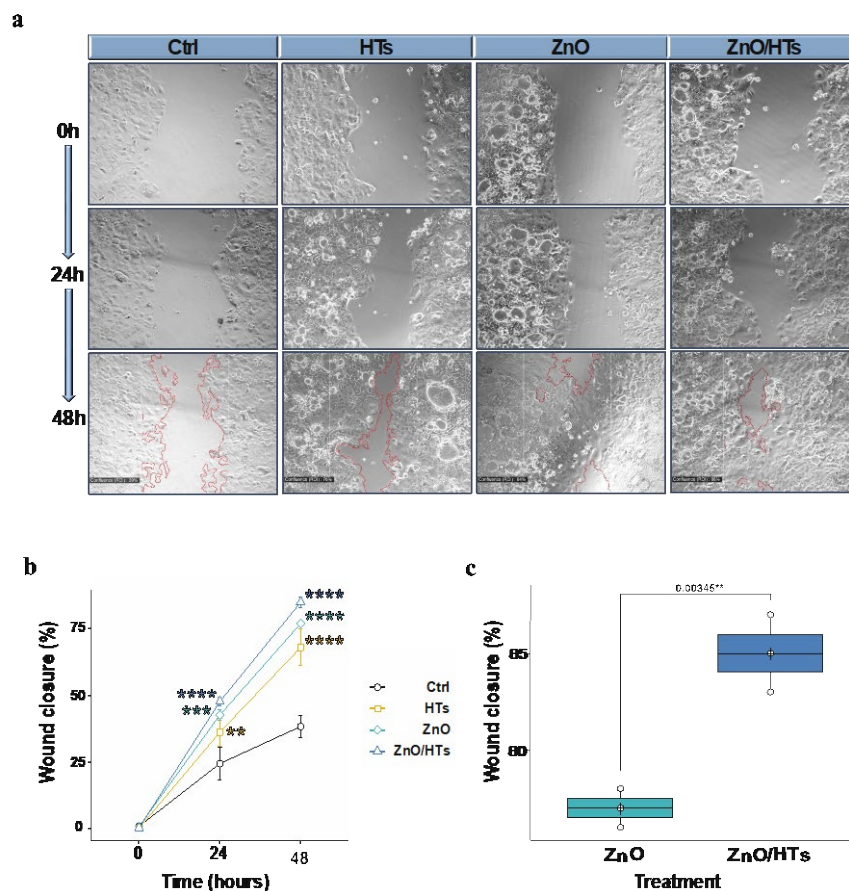 a
Ctrl HTs ZnO ZnO/HTs
0h
24h
48h
b
Wound closure (%)
75
50
25
0
0 24 48
Time (hours)
****
****
****
****
***
**
Ctrl
HTs
ZnO
ZnO/HTs
c
Wound closure (%)
0.00345**
85
80
ZnO ZnO/HTs
Treatment